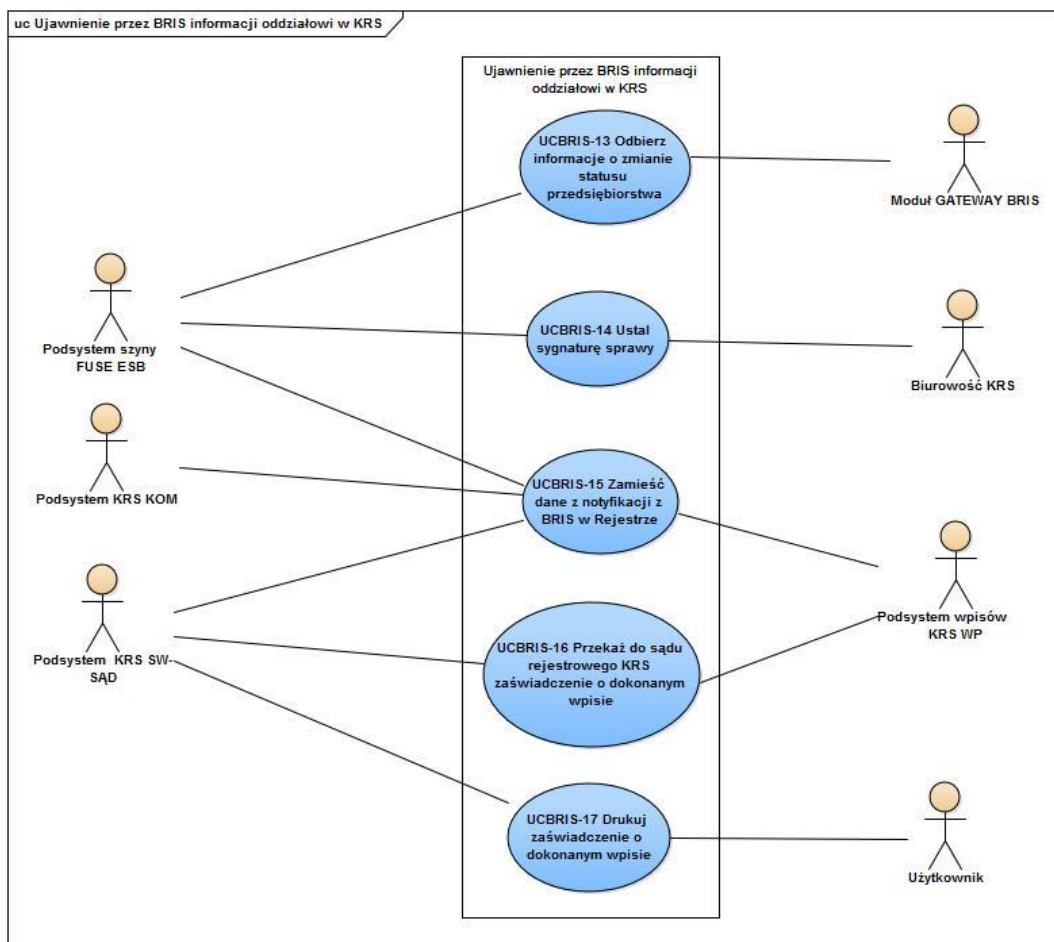 uc Ujawnienie przez BRIS informacji oddziałowi w KRS
Ujawnienie przez BRIS informacji
oddziałowi w KRS
UCBRIS-13 Odbierz
informacje o zmianie
statusu
przedsiębiorstwa
Moduł GATEWAY BRIS
Podsystem szyny
FUSE ESB
UCBRIS-14 Ustal
sygnaturę sprawy
Biurowość KRS
Podsystem KRS KOM
UCBRIS-15 Zamieść
dane z notyfikacji z
BRIS w Rejestrze
Podsystem wpisów
KRS WP
Podsystem KRS SW-
SĄD
UCBRIS-16 Przekaż do sądu
rejestrowego KRS
zaświadczenie o dokonanym
wpisie
UCBRIS-17 Drukuj
zaświadczenie o
dokonanym wpisie
Użytkownik